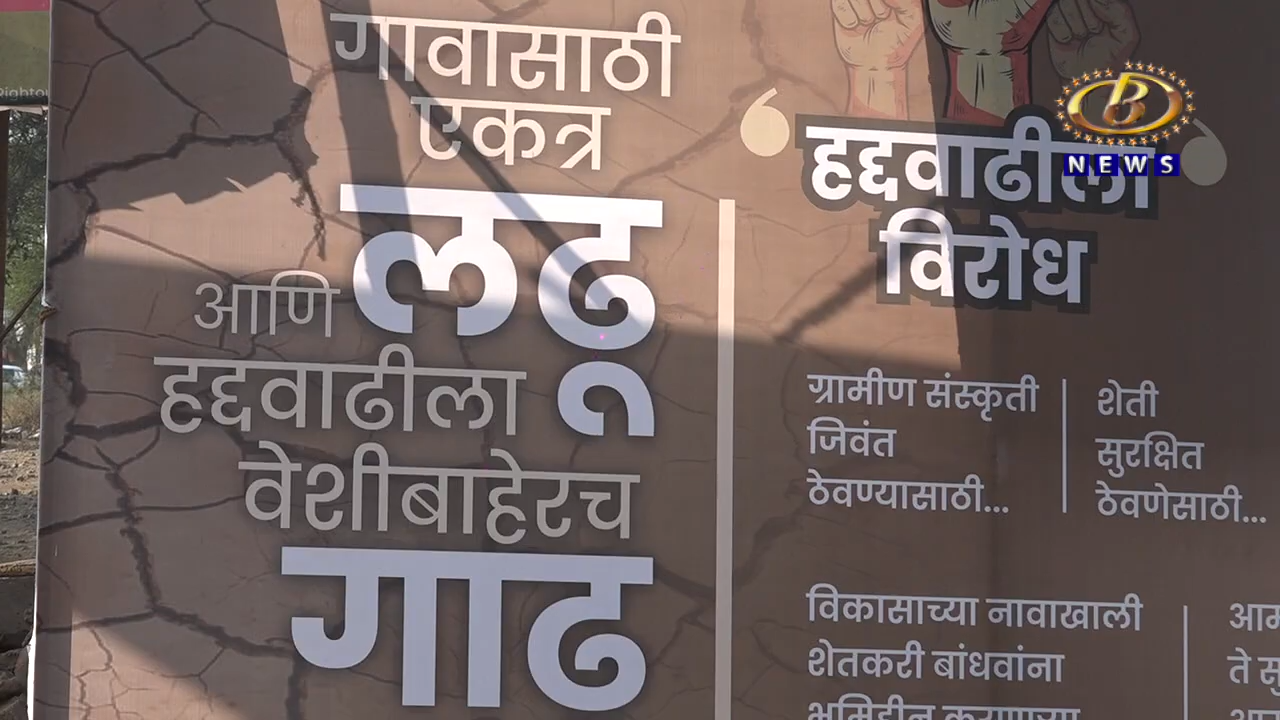 गावासाठी
एकत्र
लढू
आणि
हद्दवाढीला
वेशीबाहेरच
गाढ
हद्दवाढीला
विरोध
ग्रामीण संस्कृती
जिवंत
ठेवण्यासाठी...
शेती
सुरक्षित
ठेवणेसाठी...
विकासाच्या नावाखाली
शेतकरी बांधवांना
B
NEWS